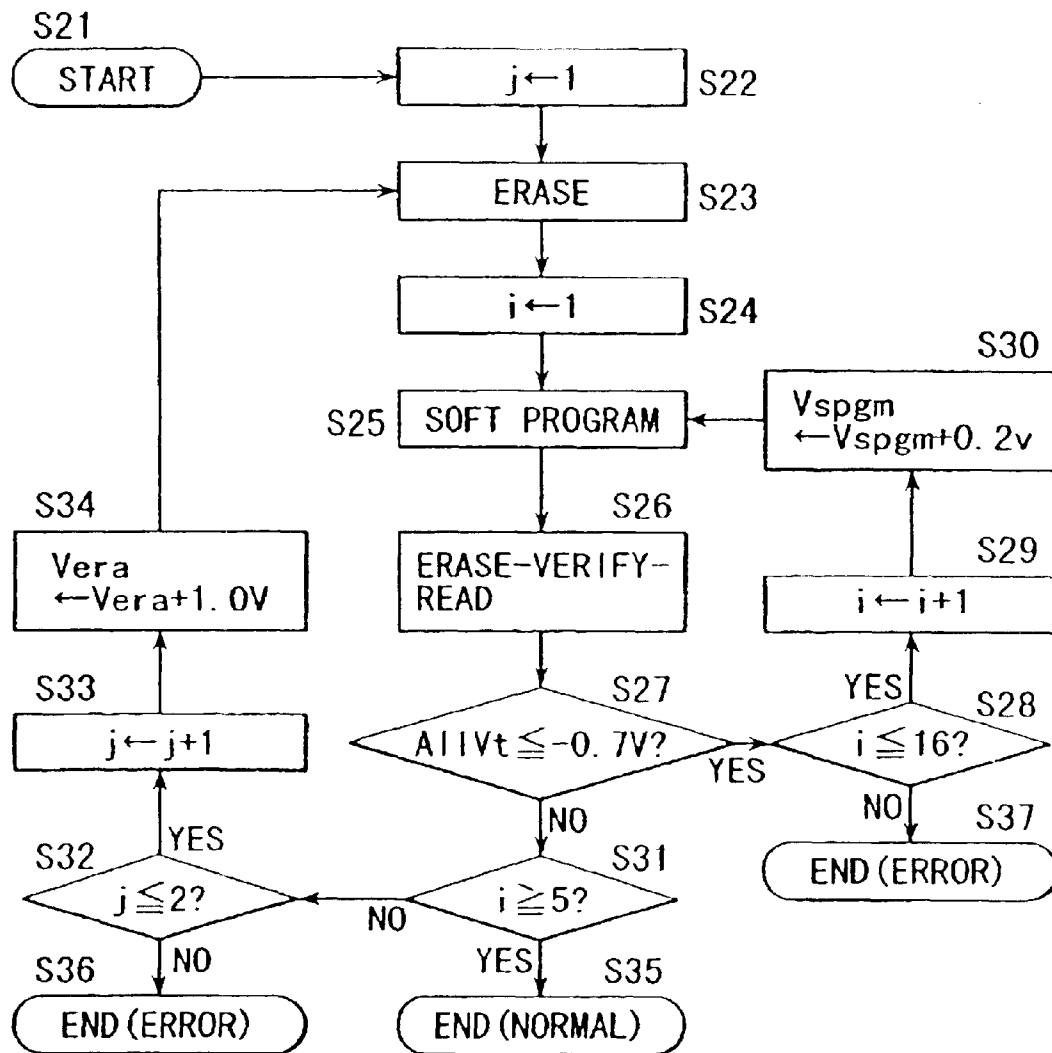 S21
START
j←1
S22
ERASE
S23
i←1
S24
S30
Vspgm
←Vspgm+0.2v
S25
SOFT PROGRAM
S34
S26
Vera
←Vera+1.0V
ERASE-VERIFY-
READ
S29
i←i+1
S33
S27
YES
S28
j←j+1
AllVt≦-0.7V?
YES
i≦16?
NO
NO
S37
END(ERROR)
S32
YES
S31
j≦2?
NO
i≧5?
S36
NO
YES
S35
END(ERROR)
END(NORMAL)